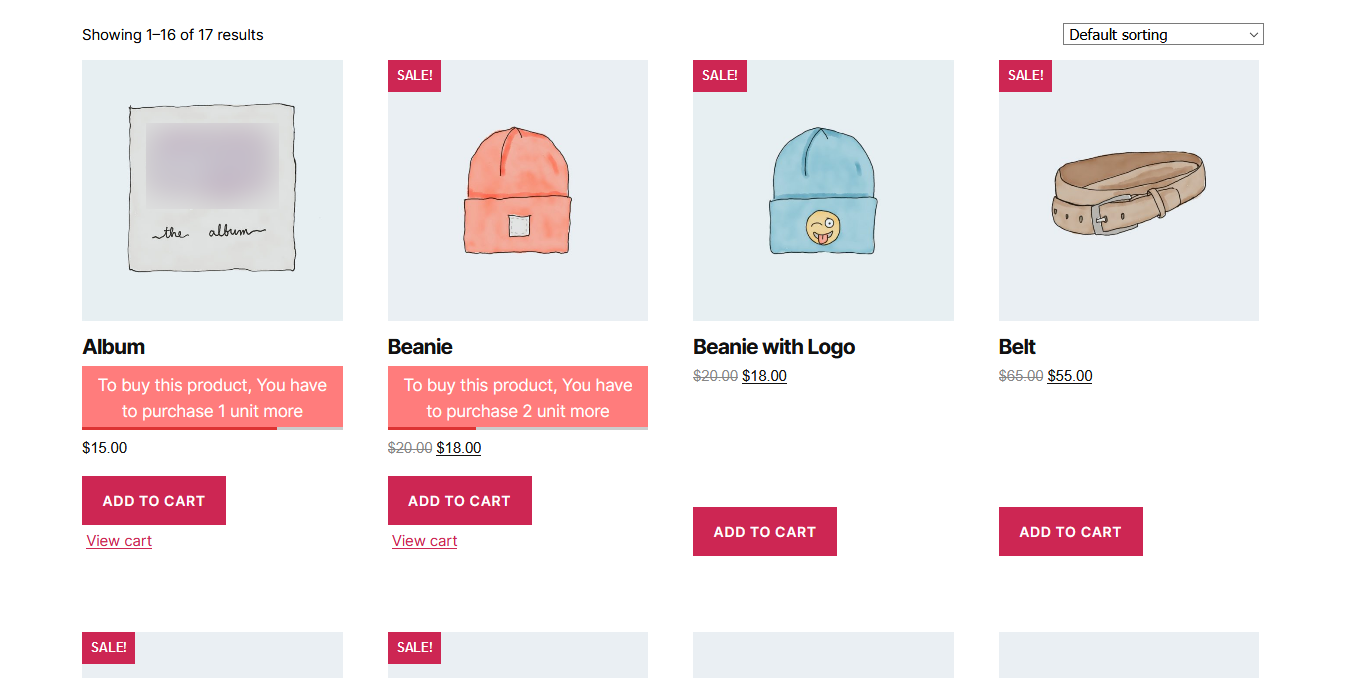 Showing 1–16 of 17 results
Default sorting
the album
SALE!
SALE!
SALE!
Album
Beanie
Beanie with Logo
Belt
To buy this product, You have
to purchase 1 unit more
To buy this product, You have
to purchase 2 unit more
$20.00 $18.00
$65.00 $55.00
$15.00
$20.00 $18.00
ADD TO CART
ADD TO CART
ADD TO CART
ADD TO CART
View cart
View cart
SALE!
SALE!